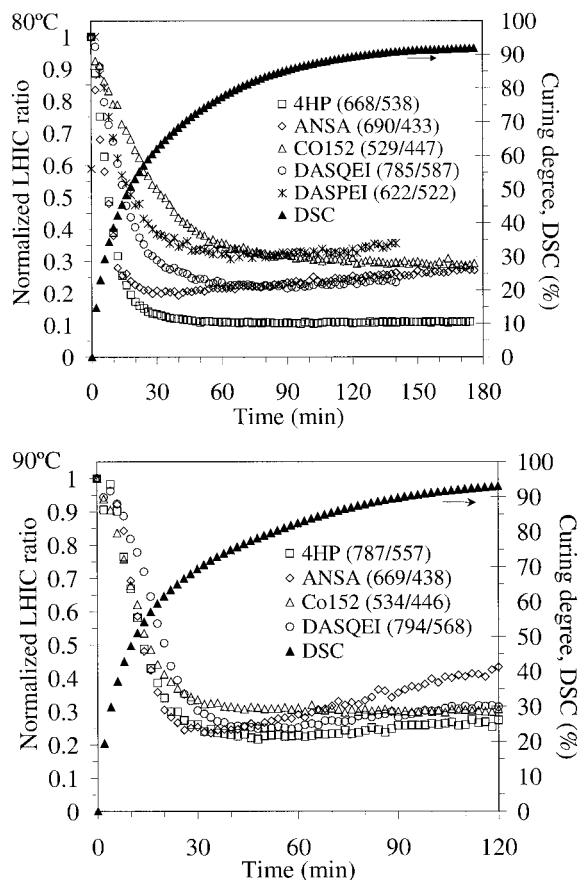 80°C
Normalized LHIC ratio
1
0.9
0.8
0.7
0.6
0.5
0.4
0.3
0.2
0.1
0
4HP (668/538)
ANSA (690/433)
CO152 (529/447)
DASQEI (785/587)
DASPEI (622/522)
DSC
100
90
80
70
60
50
40
30
20
10
0
Curing degree, DSC (%)
0 30 60 90 120 150 180
Time (min)
90°C
Normalized LHIC ratio
1
0.9
0.8
0.7
0.6
0.5
0.4
0.3
0.2
0.1
0
4HP (787/557)
ANSA (669/438)
Co152 (534/446)
DASQEI (794/568)
DSC
100
90
80
70
60
50
40
30
20
10
0
Curing degree, DSC (%)
0 30 60 90 120
Time (min)